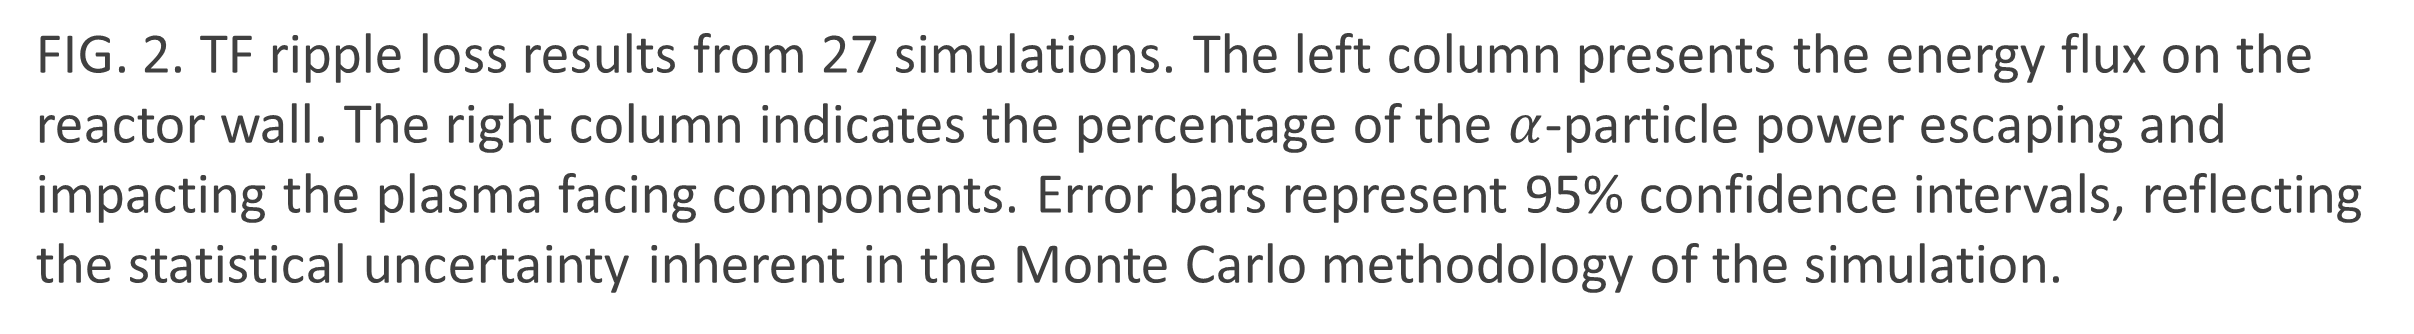 FIG. 2. TF ripple loss results from 27 simulations. The left column presents the energy flux on the
reactor wall. The right column indicates the percentage of the 𝛼-particle power escaping and
impacting the plasma facing components. Error bars represent 95% confidence intervals, reflecting
the statistical uncertainty inherent in the Monte Carlo methodology of the simulation.